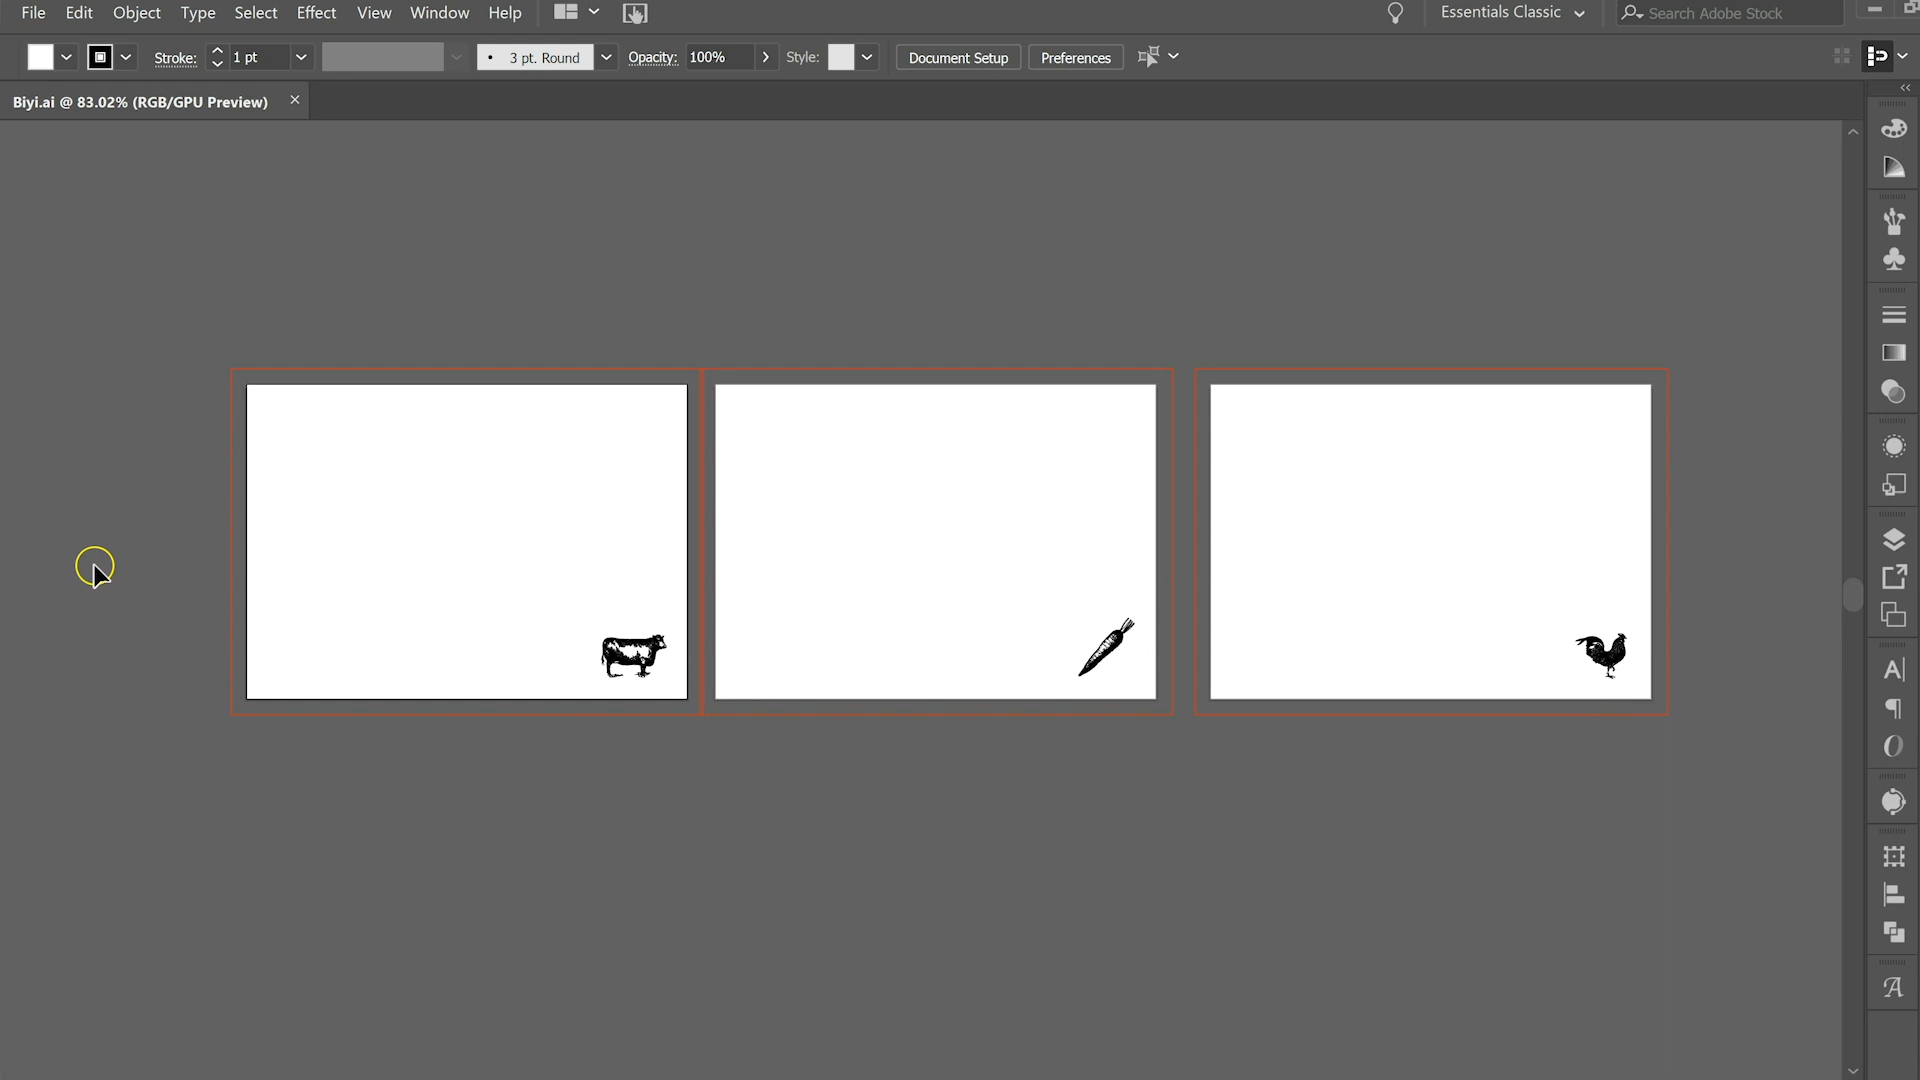 File Edit Object Type Select Effect View Window Help Essentials Classic Search Adobe Stock
Stroke: 1 pt 3 pt. Round Opacity: 100% Style: Document Setup Preferences
Biyi.ai @ 83.02% (RGB/GPU Preview)